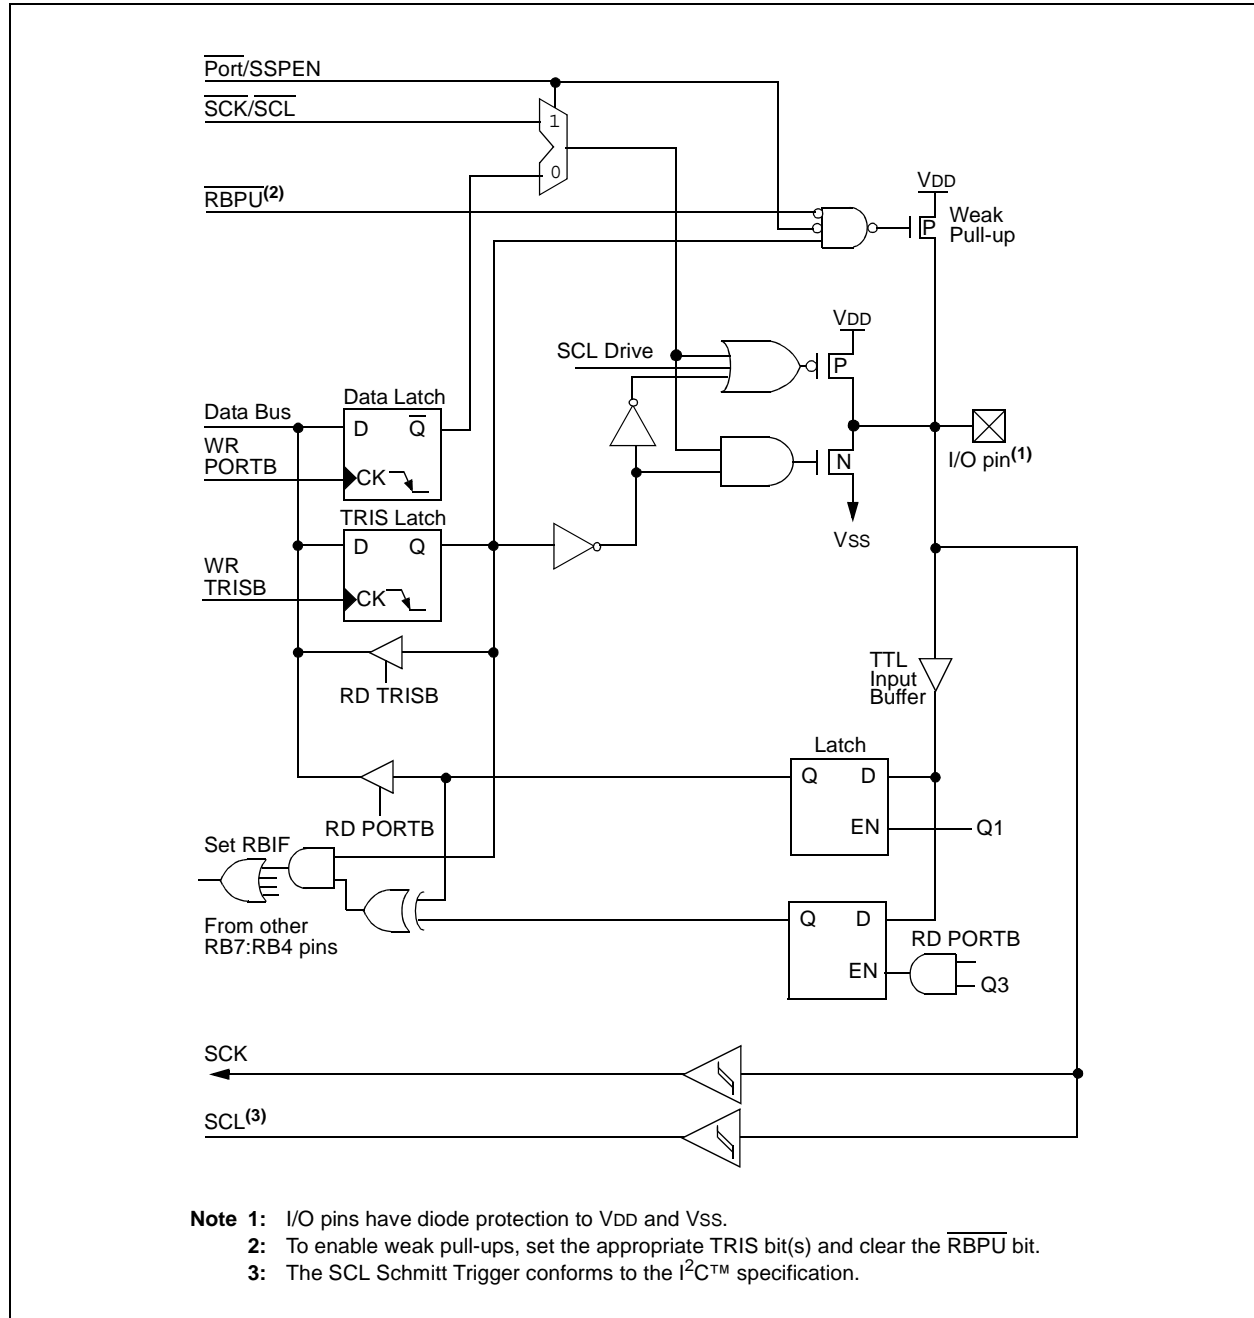 Port/SSPEN
SCK/SCL
1
0
RBPU(2)
VDD
P
Weak
Pull-up
VDD
SCL Drive
P
Data Latch
Data Bus
D Q
WR
PORTB
CK
N
I/O pin(1)
VSS
TRIS Latch
D Q
WR
TRISB
CK
TTL
Input
Buffer
RD TRISB
Latch
Q D
EN
Q1
RD PORTB
Set RBIF
From other
RB7:RB4 pins
Q D
EN
RD PORTB
Q3
SCK
SCL(3)
Note 1: I/O pins have diode protection to VDD and VSS.
2: To enable weak pull-ups, set the appropriate TRIS bit(s) and clear the RBPU bit.
3: The SCL Schmitt Trigger conforms to the I2C™ specification.